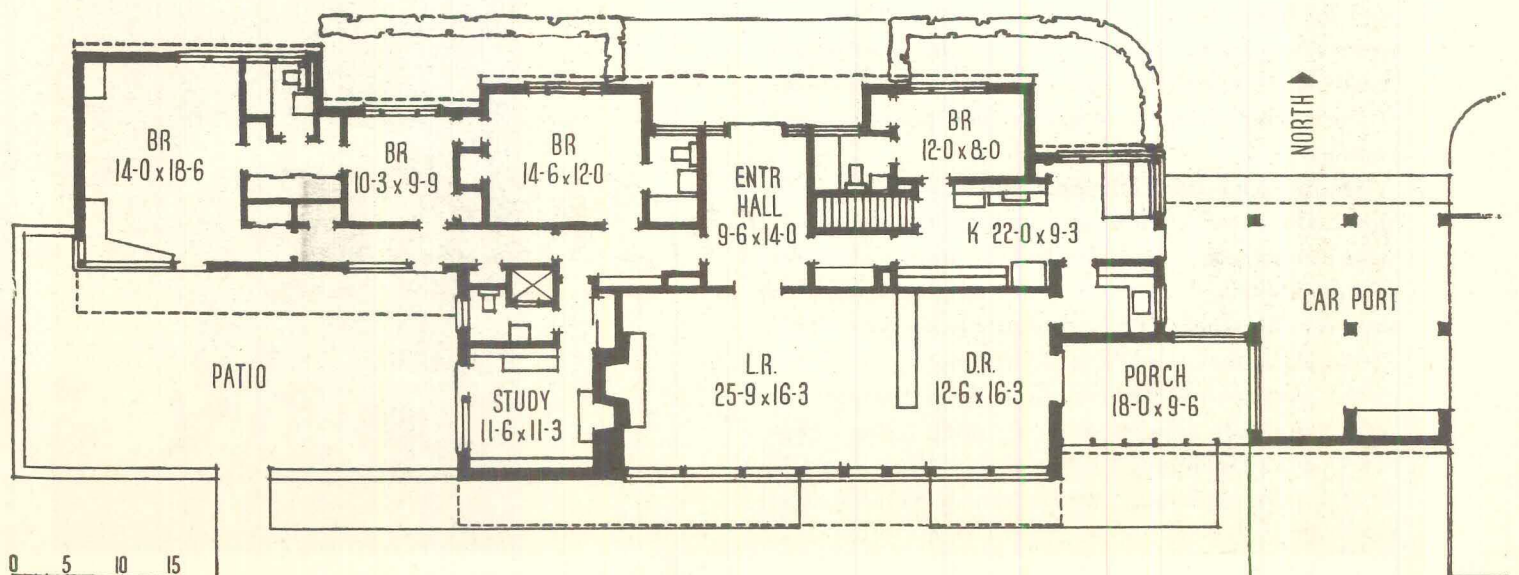 BR
14-0 x 18-6
BR
10-3 x 9-9
BR
14-6 x 12-0
ENTR
HALL
9-6 x 14-0
BR
12-0 x 8-0
K 22-0 x 9-3
NORTH
CAR PORT
PATIO
STUDY
11-6 x 11-3
L.R.
25-9 x 16-3
D.R.
12-6 x 16-3
PORCH
18-0 x 9-6
0 5 10 15